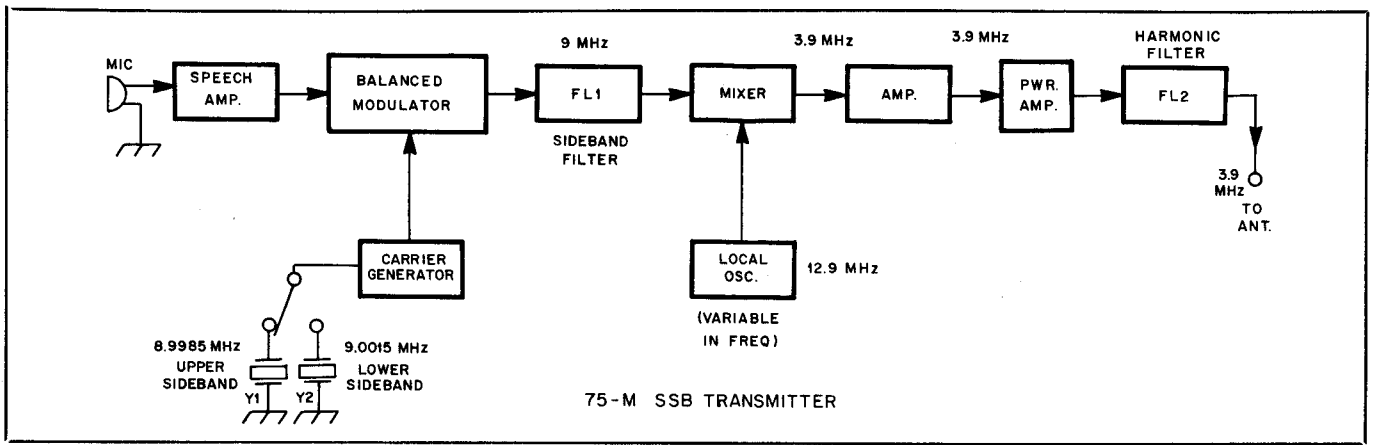 MIC
SPEECH
AMP.
BALANCED
MODULATOR
9 MHz
FL1
SIDEBAND
FILTER
MIXER
3.9 MHz
AMP.
3.9 MHz
PWR.
AMP.
HARMONIC
FILTER
FL2
3.9
MHz
TO
ANT.
CARRIER
GENERATOR
LOCAL
OSC.
12.9 MHz
(VARIABLE
IN FREQ)
8.9985 MHz
UPPER
SIDEBAND
Y1
9.0015 MHz
LOWER
SIDEBAND
Y2
75-M SSB TRANSMITTER